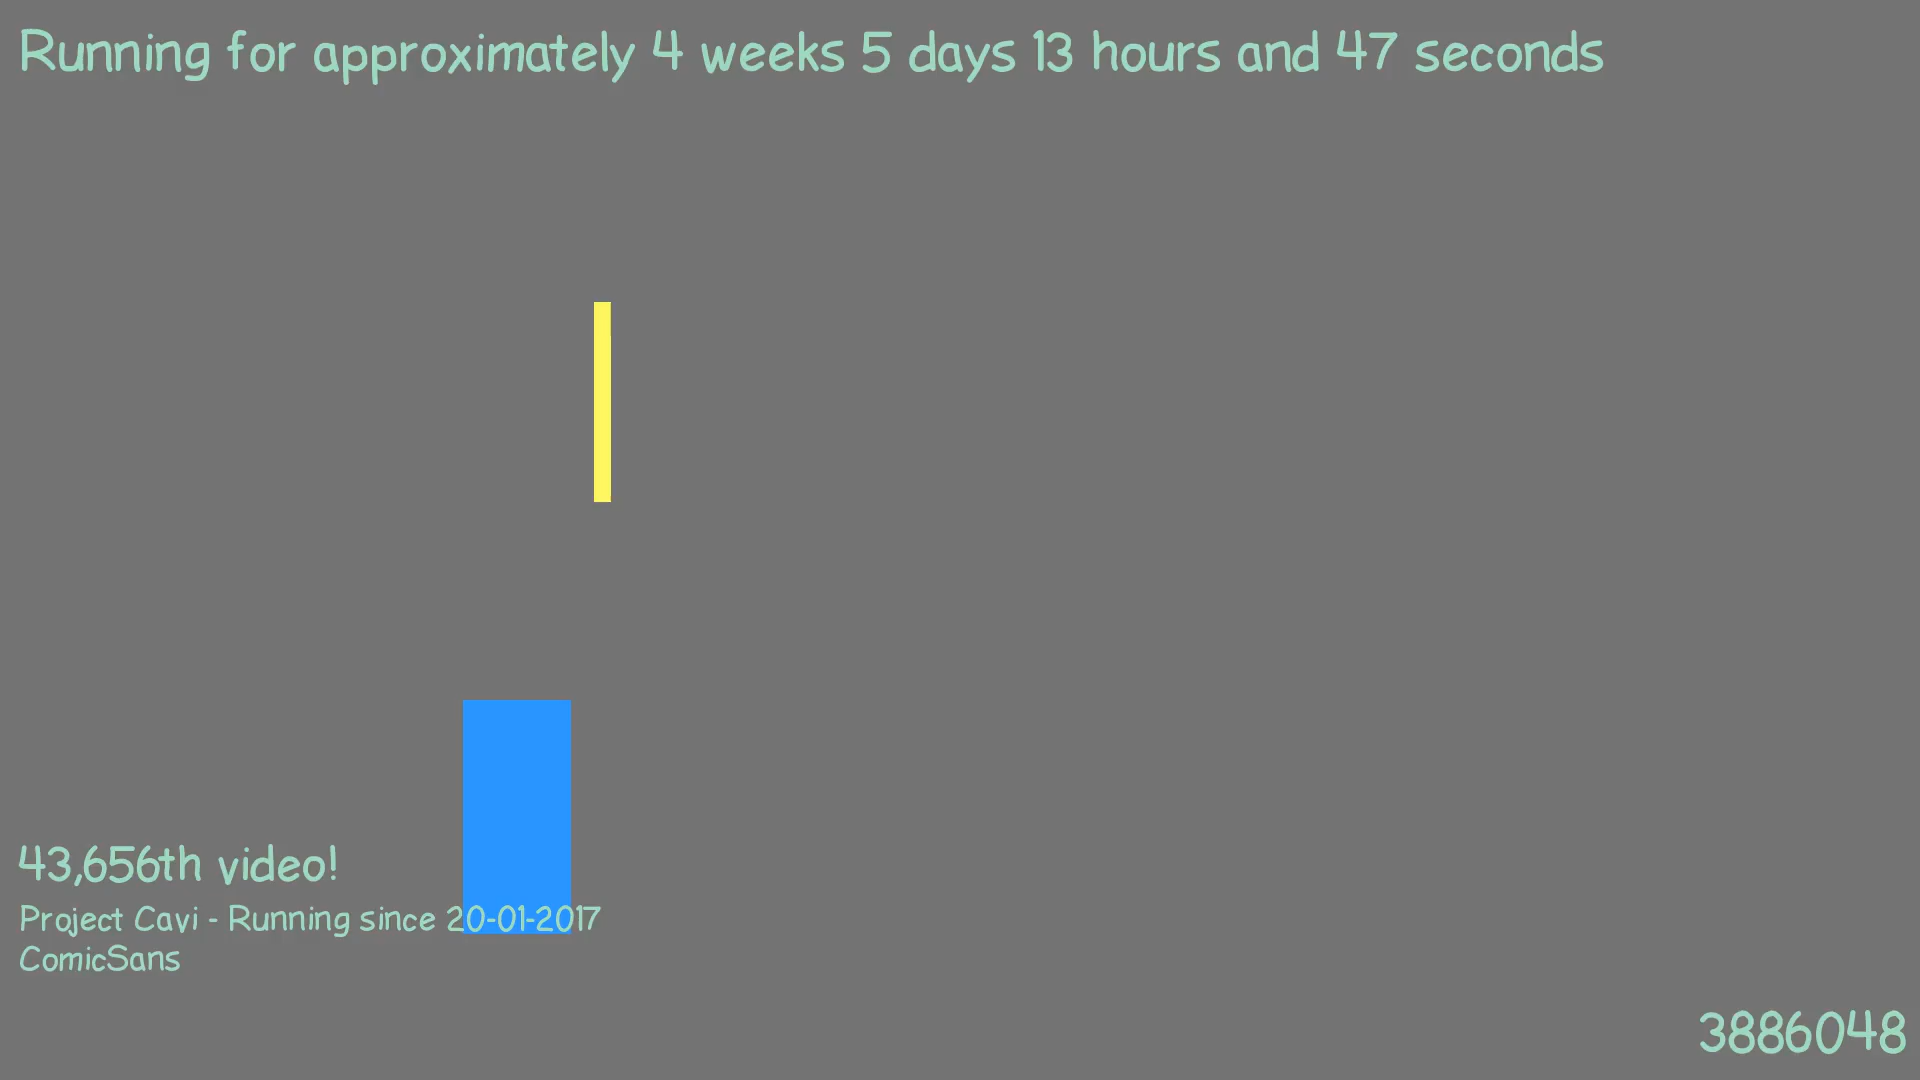 Running for approximately 4 weeks 5 days 13 hours and 47 seconds
43,656th video!
Project Cavi - Running since 20-01-2017
ComicSans
3886048